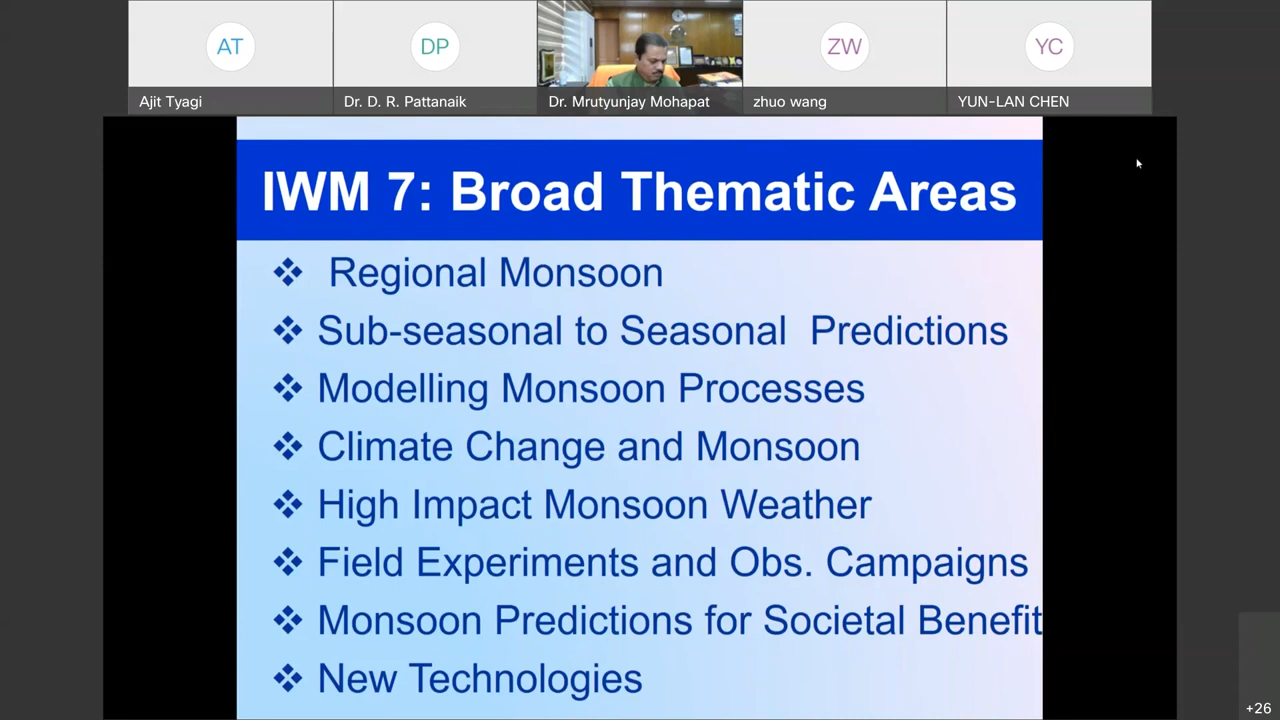 AT
DP
ZW
YC
Ajit Tyagi
Dr. D. R. Pattanaik
Dr. Mrutyunjay Mohapat
zhuo wang
YUN-LAN CHEN
IWM 7: Broad Thematic Areas
❖ Regional Monsoon
❖ Sub-seasonal to Seasonal Predictions
❖ Modelling Monsoon Processes
❖ Climate Change and Monsoon
❖ High Impact Monsoon Weather
❖ Field Experiments and Obs. Campaigns
❖ Monsoon Predictions for Societal Benefit
❖ New Technologies
+26